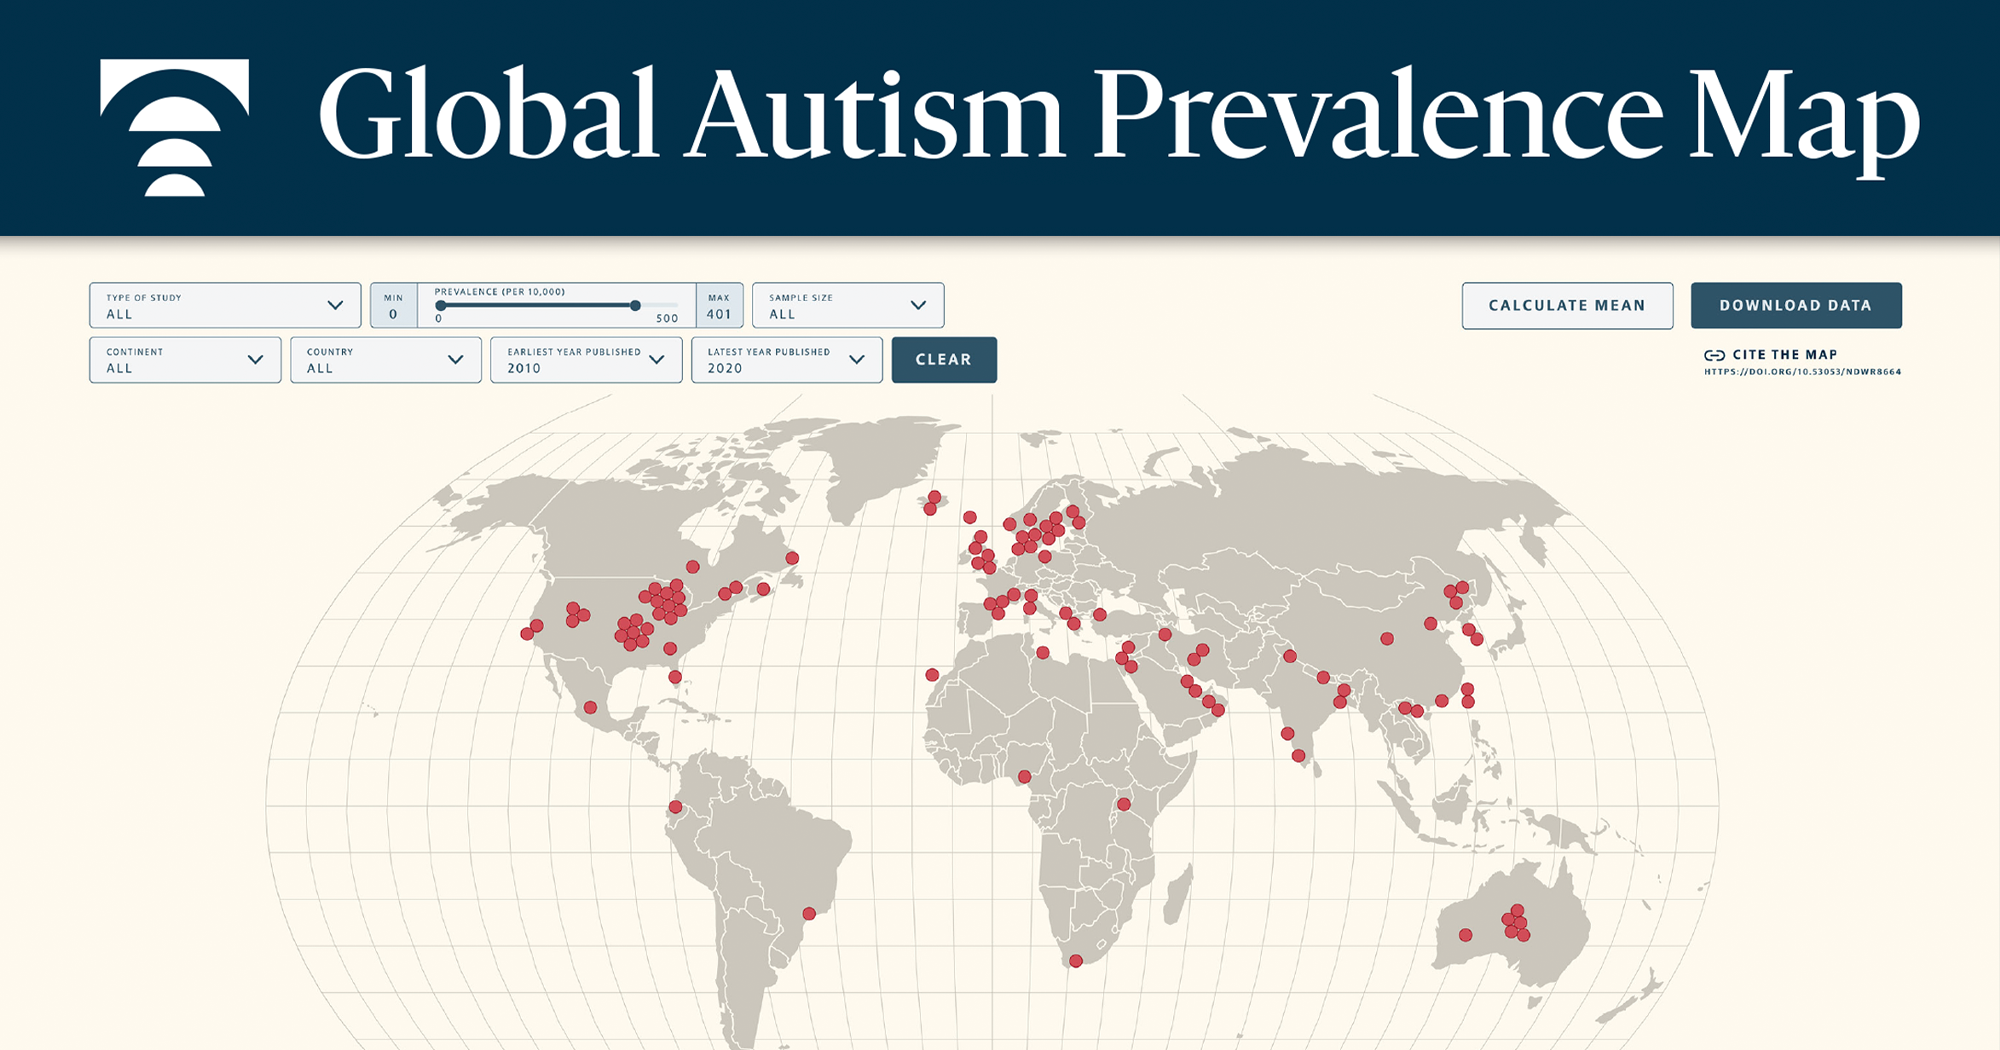 Global Autism Prevalence Map
TYPE OF STUDY
ALL
MIN
0
PREVALENCE (PER 10,000)
0
500
MAX
401
SAMPLE SIZE
ALL
CALCULATE MEAN
DOWNLOAD DATA
CONTINENT
ALL
COUNTRY
ALL
EARLIEST YEAR PUBLISHED
2010
LATEST YEAR PUBLISHED
2020
CLEAR
CITE THE MAP
HTTPS://DOI.ORG/10.53053/NDWR8664